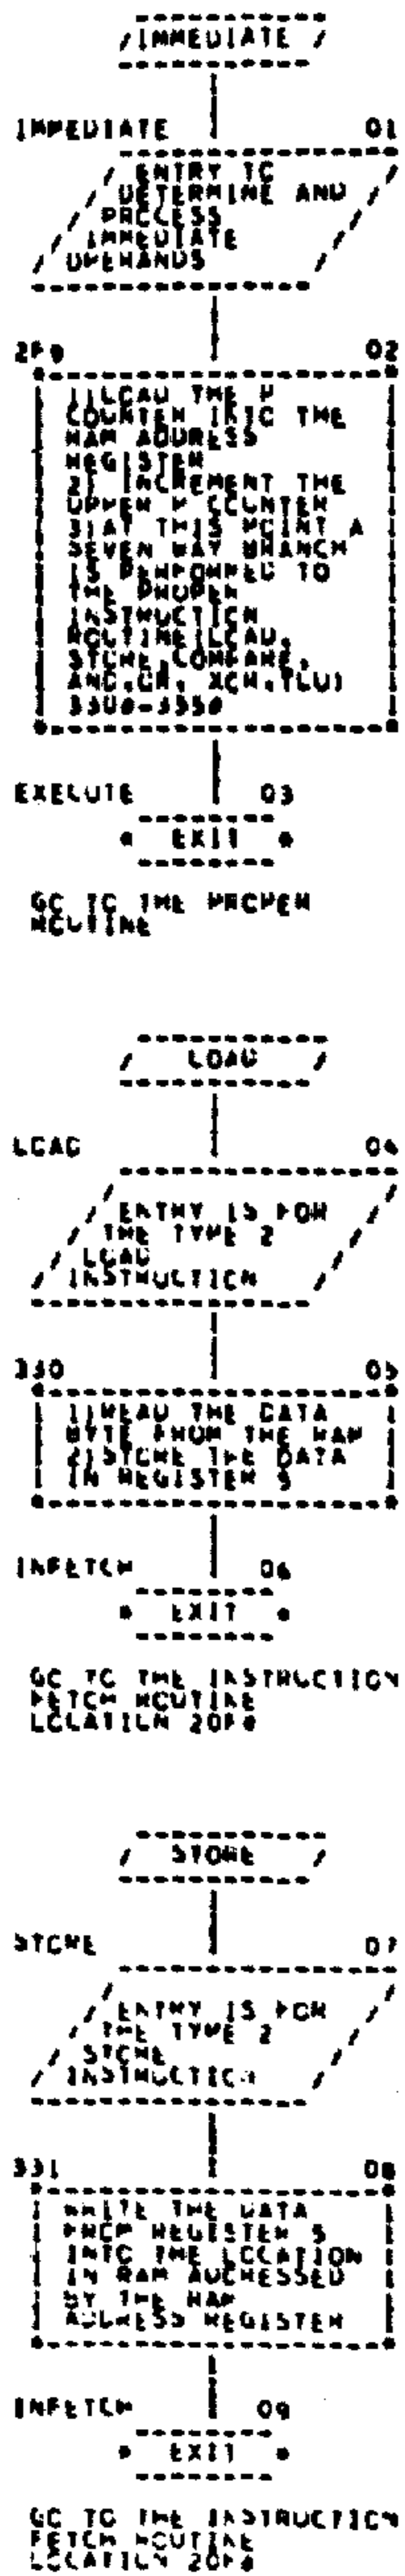 IMMEDIATE
IMMEDIATE 01
ENTRY TO
DETERMINE AND
PROCESS
IMMEDIATE
OPERANDS
02
1)LOAD THE P
COUNTER INTO THE
RAM ADDRESS
REGISTER
2) INCREMENT THE
UPPER P COUNTER
3)AT THIS POINT A
SEVEN WAY BRANCH
IS PERFORMED TO
THE PROPER
INSTRUCTION
ROUTINE(LOAD,
STORE,COMPARE,
AND,OR, XCH,
EXECUTE 03
EXIT
GO TO THE PROPER
ROUTINE
LOAD
LOAD 04
ENTRY IS FOR
THE TYPE 2
LOAD
INSTRUCTION
330 05
1)READ THE DATA
BYTE FROM THE RAM
2)STORE THE DATA
IN REGISTER 5
INFETCH 06
EXIT
GO TO THE INSTRUCTION
FETCH ROUTINE
LOCATION
STORE
STORE 07
ENTRY IS FOR
THE TYPE 2
STORE
INSTRUCTION
331 08
WRITE THE DATA
FROM REGISTER 5
INTO THE LOCATION
IN RAM ADDRESSED
BY THE RAM
ADDRESS REGISTER
INFETCH 09
EXIT
GO TO THE INSTRUCTION
FETCH ROUTINE
LOCATION